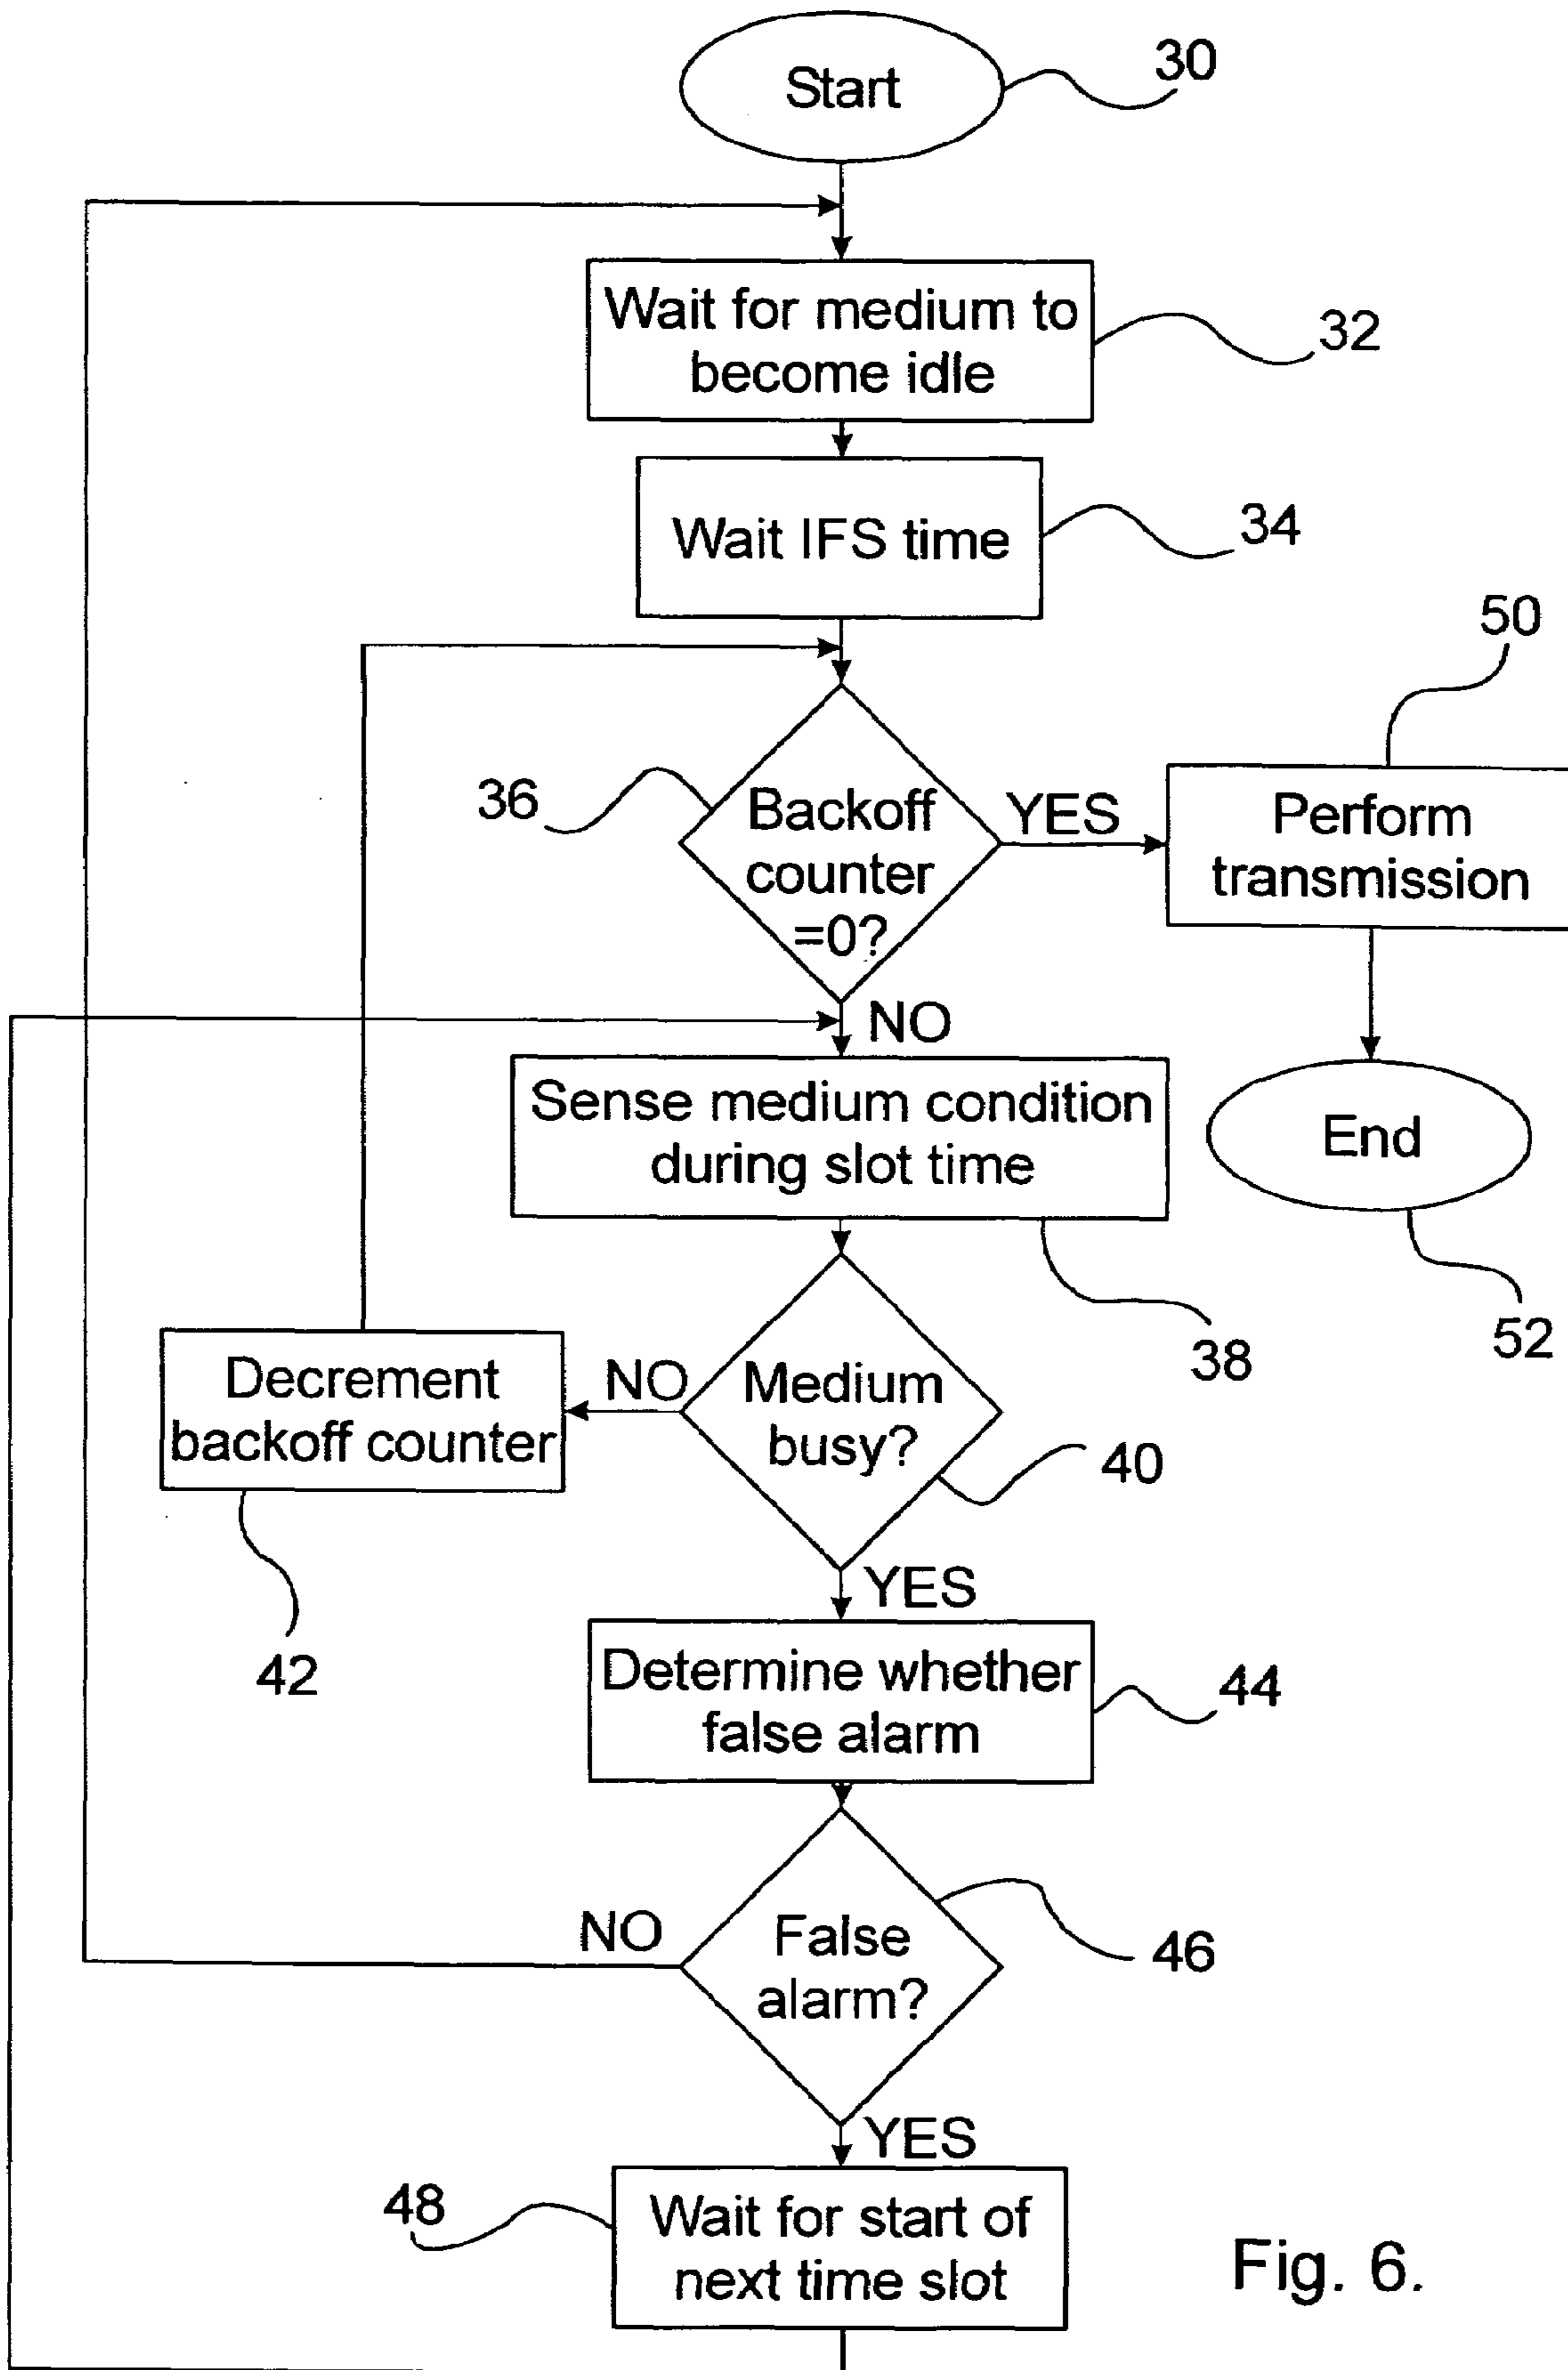 Start
30
Wait for medium to
become idle
32
Wait IFS time
34
50
36
Backoff
counter
=0?
YES
Perform
transmission
NO
Sense medium condition
during slot time
End
38
52
Decrement
backoff counter
NO
Medium
busy?
40
42
YES
Determine whether
false alarm
44
NO
False
alarm?
46
YES
48
Wait for start of
next time slot
Fig. 6.